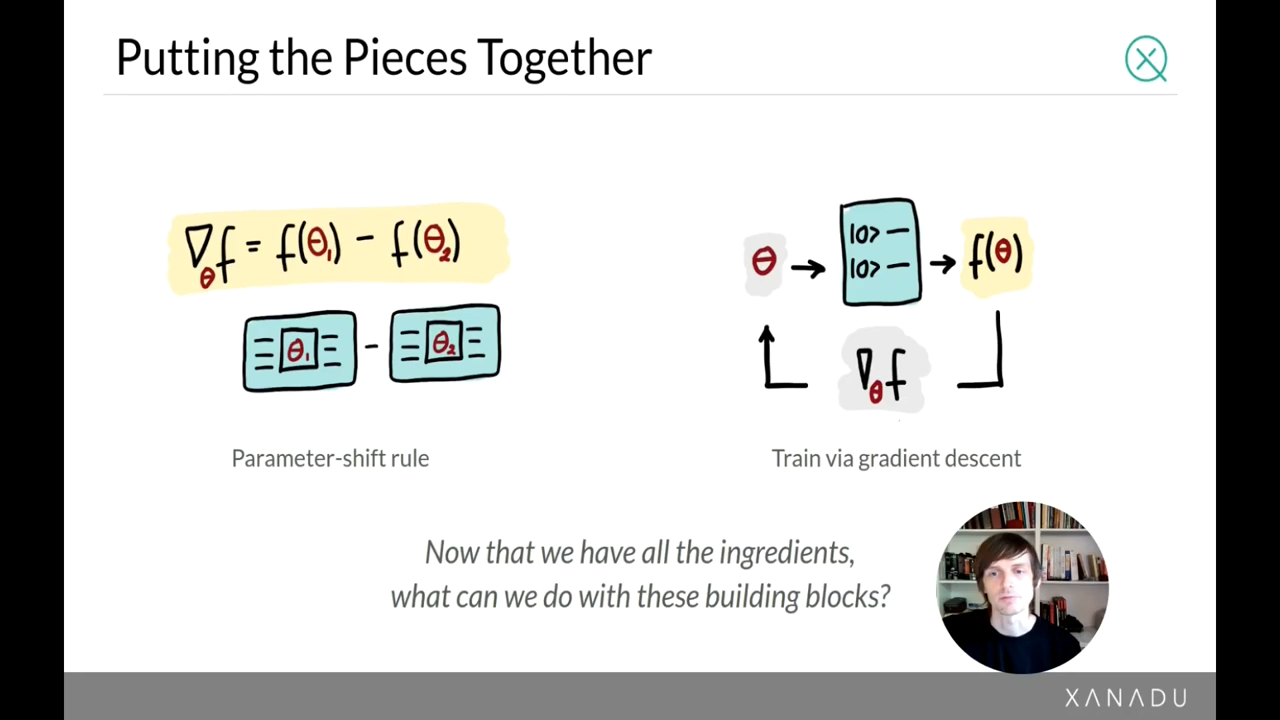 Putting the Pieces Together
∇θf = f(θ₁) − f(θ₂)
θ₁ − θ₂
Parameter-shift rule
θ → |0⟩ |0⟩ → f(θ)
∇θf
Train via gradient descent
Now that we have all the ingredients,
what can we do with these building blocks?
XANADU